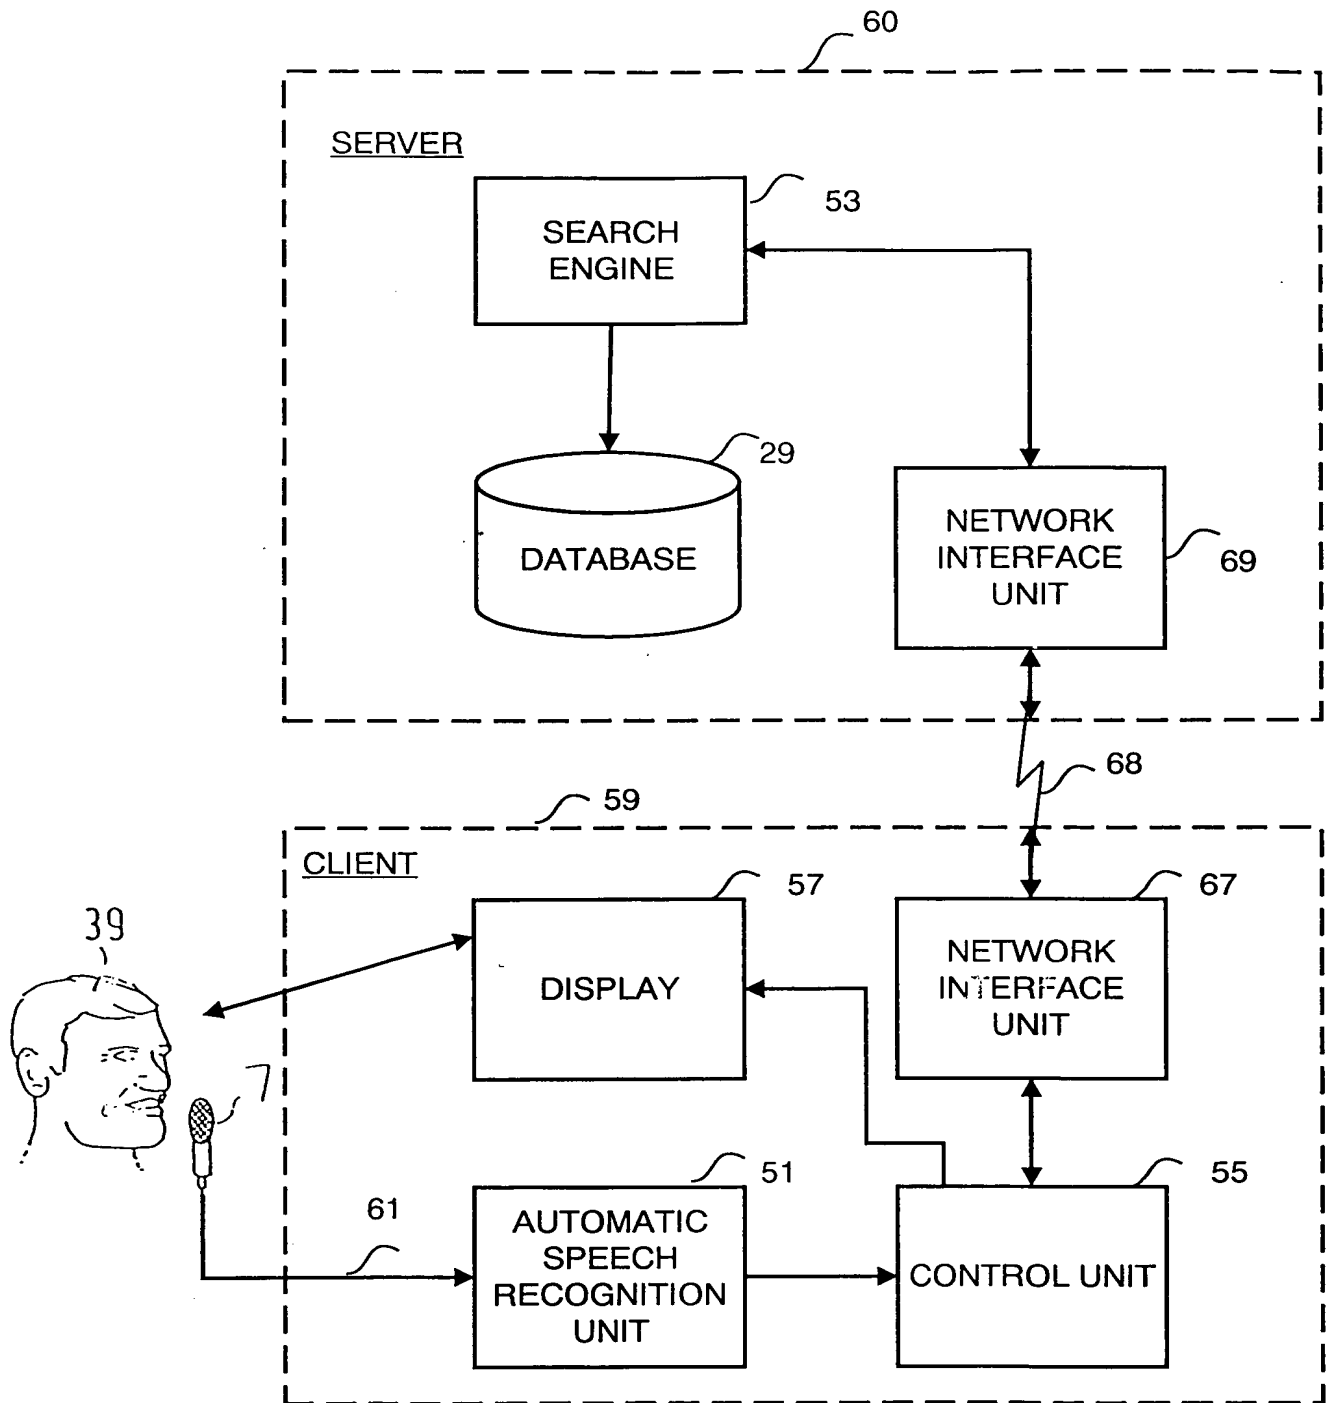 60
SERVER
53
SEARCH
ENGINE
29
DATABASE
NETWORK
INTERFACE
UNIT
69
68
59
CLIENT
57
67
39
DISPLAY
NETWORK
INTERFACE
UNIT
7
51
55
61
AUTOMATIC
SPEECH
RECOGNITION
UNIT
CONTROL UNIT